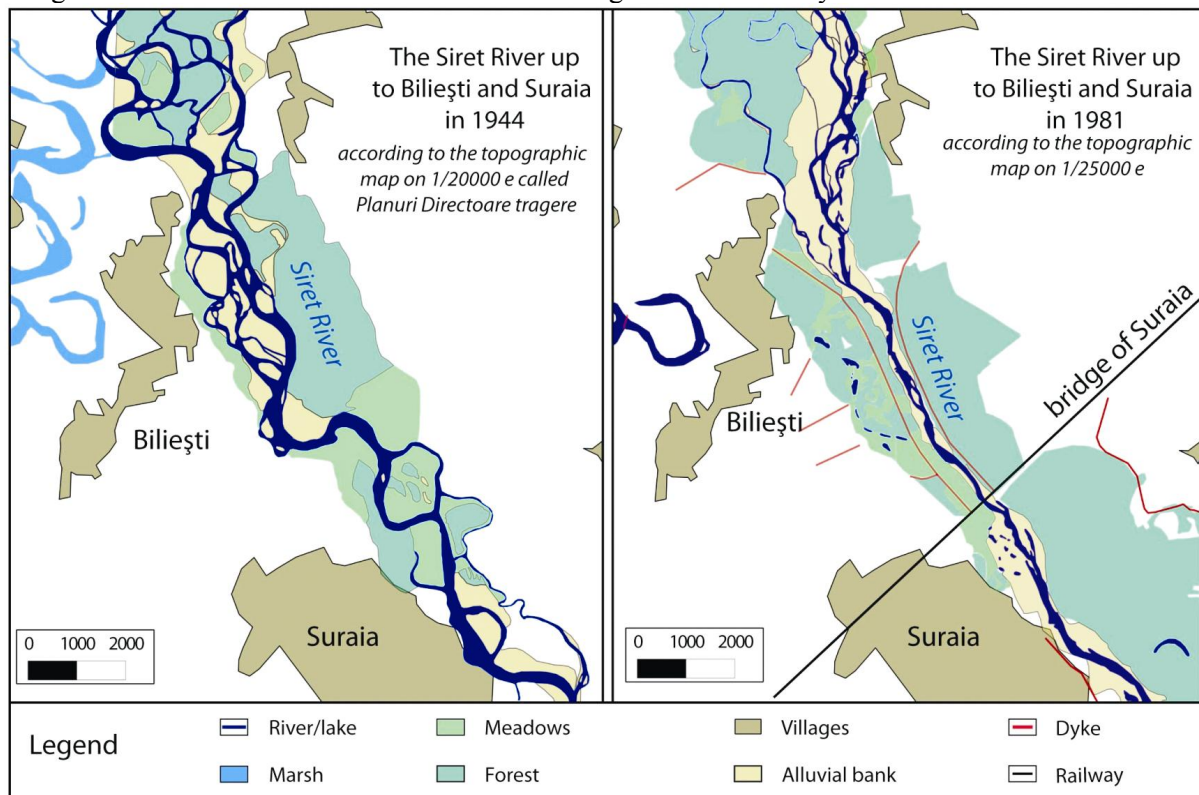 The Siret River up
to Bilieşti and Suraia
in 1944
according to the topographic
map on 1/20000 e called
Planuri Directoare tragere
Siret River
Bilieşti
Suraia
0 1000 2000
The Siret River up
to Bilieşti and Suraia
in 1981
according to the topographic
map on 1/25000 e
Siret River
bridge of Suraia
Bilieşti
Suraia
0 1000 2000
Legend
River/lake
Meadows
Villages
Dyke
Marsh
Forest
Alluvial bank
Railway